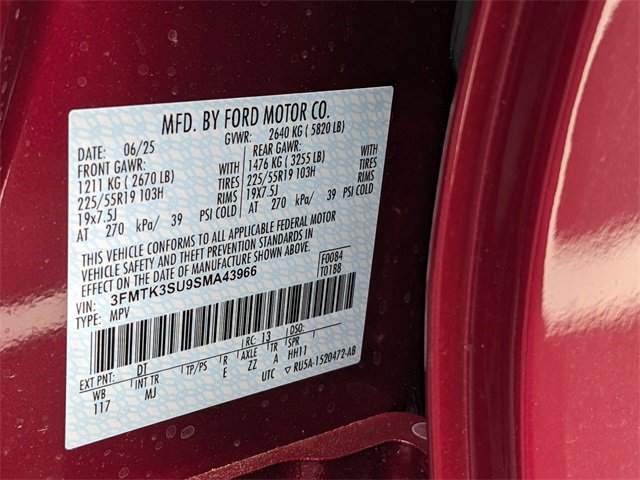 MFD. BY FORD MOTOR CO.
DATE: 06/25 GVWR: 2640 KG ( 5820 LB)
FRONT GAWR: REAR GAWR:
1211 KG ( 2670 LB) WITH 1476 KG ( 3255 LB) WITH
225/55R19 103H TIRES 225/55R19 103H TIRES
19x7.5J RIMS 19x7.5J RIMS
AT 270 kPa/ 39 PSI COLD AT 270 kPa/ 39 PSI COLD
THIS VEHICLE CONFORMS TO ALL APPLICABLE FEDERAL MOTOR
VEHICLE SAFETY AND THEFT PREVENTION STANDARDS IN
EFFECT ON THE DATE OF MANUFACTURE SHOWN ABOVE.
VIN: 3FMTK3SU9SMA43966 F0084
TYPE: MPV T0188
EXT PNT: DT RC: 13 DSO:
WB INT TR TP/PS R AXLE TR SPR
117 MJ E ZZ A HH11
UTC ▽ RU5A-1520472-AB